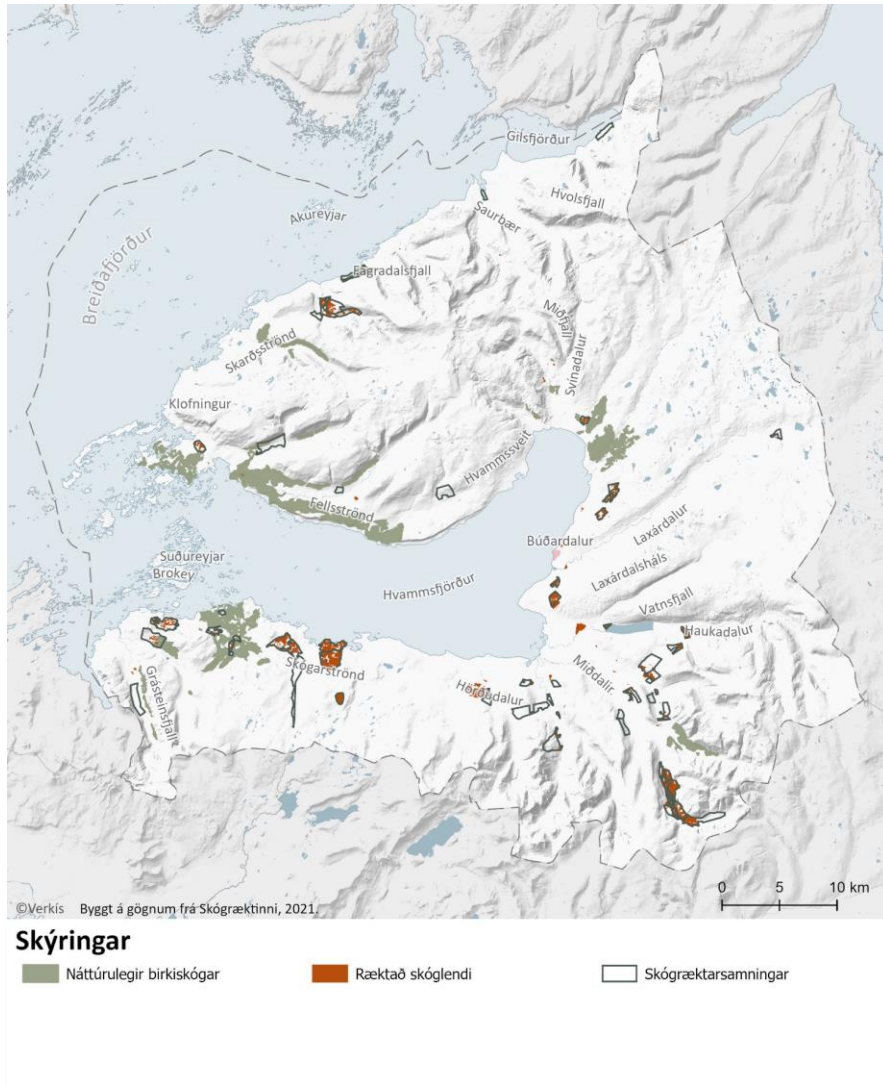 Gilsfjörður
Hvolsfjall
Saurbær
Akureyjar
Breiðafjörður
Fagradalsfjall
Miðfjall
Svínadalur
Skarðsströnd
Klofningur
Hvammssveit
Fellsströnd
Laxárdalur
Búðardalur
Suðureyjar
Brokey
Laxárdalsháls
Hvammsfjörður
Vatnsfjall
Haukadalur
Skógarströnd
Miðdalir
Grásteinsfjall
Hörðudalur
0 5 10 km
©Verkís Byggt á gögnum frá Skógræktinni, 2021.
Skýringar
Náttúrulegir birkiskógar Ræktað skóglendi Skógræktarsamningar